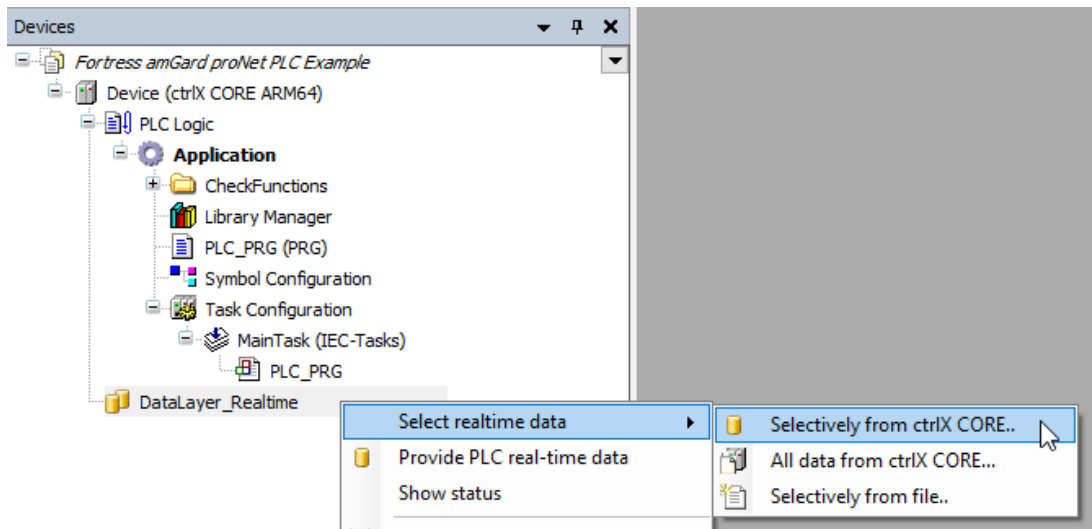 Devices
Fortress amGard proNet PLC Example
Device (ctrlX CORE ARM64)
PLC Logic
Application
CheckFunctions
Library Manager
PLC_PRG (PRG)
Symbol Configuration
Task Configuration
MainTask (IEC-Tasks)
PLC_PRG
DataLayer_Realtime
Select realtime data
Provide PLC real-time data
Show status
Selectively from ctrlX CORE..
All data from ctrlX CORE...
Selectively from file..